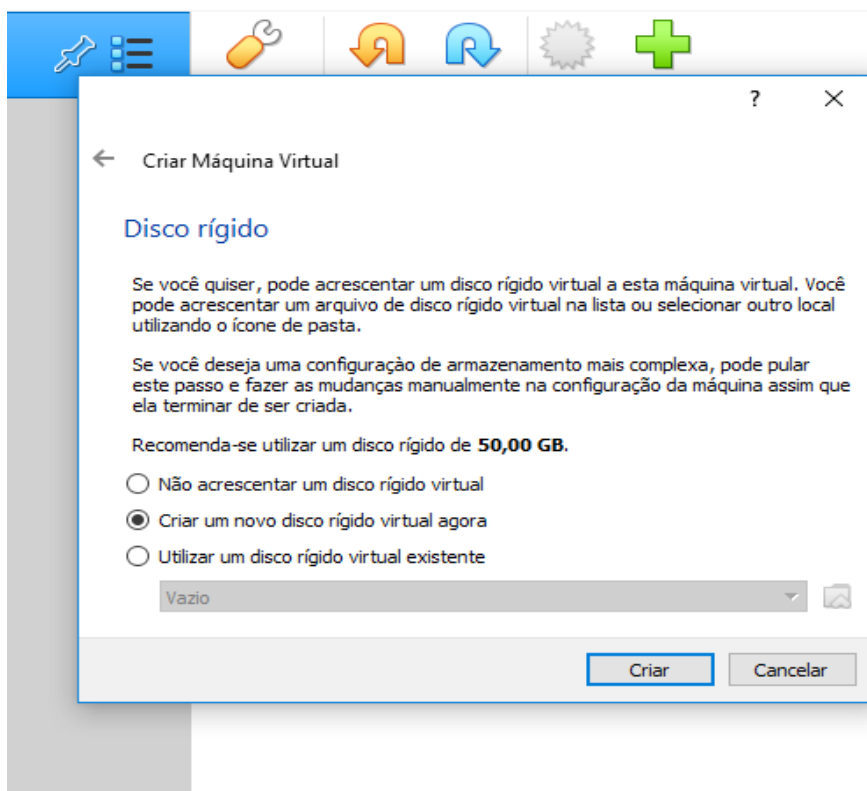 ?
Criar Máquina Virtual
Disco rígido
Se você quiser, pode acrescentar um disco rígido virtual a esta máquina virtual. Você
pode acrescentar um arquivo de disco rígido virtual na lista ou selecionar outro local
utilizando o ícone de pasta.
Se você deseja uma configuraçào de armazenamento mais complexa, pode pular
este passo e fazer as mudanças manualmente na configuração da máquina assim que
ela terminar de ser criada.
Recomenda-se utilizar um disco rígido de 50,00 GB.
Não acrescentar um disco rígido virtual
Criar um novo disco rígido virtual agora
Utilizar um disco rígido virtual existente
Vazio
Criar Cancelar